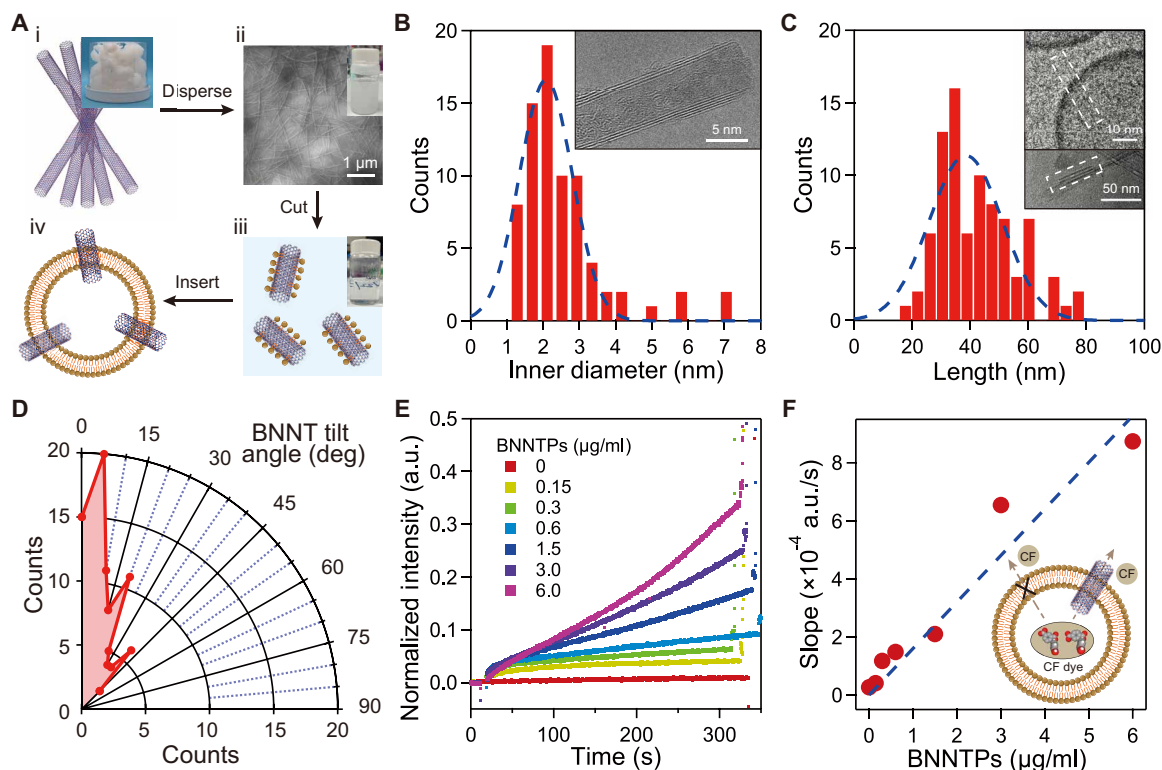 A
i
Disperse
ii
1 µm
Cut
iii
Insert
iv
B
Counts
20
15
10
5
0
5 nm
0 1 2 3 4 5 6 7 8
Inner diameter (nm)
C
Counts
20
15
10
5
0
10 nm
50 nm
0 20 40 60 80 100
Length (nm)
D
BNNT tilt
angle (deg)
0
15
30
45
60
75
90
Counts
20
15
10
5
0
0 5 10 15 20
Counts
E
Normalized intensity (a.u.)
0.5
0.4
0.3
0.2
0.1
0.0
BNNTPs (µg/ml)
0
0.15
0.3
0.6
1.5
3.0
6.0
0 100 200 300
Time (s)
F
Slope (×10⁻⁴ a.u./s)
8
6
4
2
0
CF
CF
CF dye
0 1 2 3 4 5 6
BNNTPs (µg/ml)